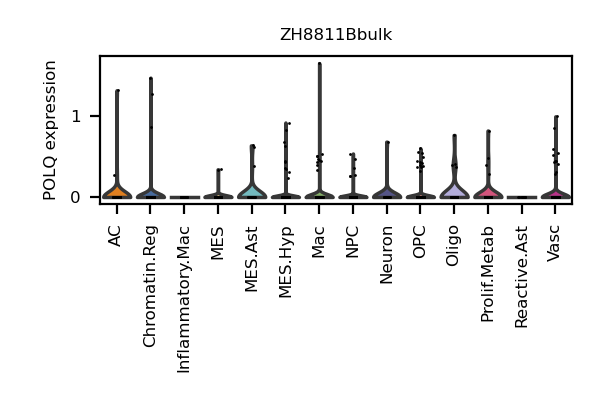 ZH8811Bbulk
POLQ expression
1
0
AC
Chromatin.Reg
Inflammatory.Mac
MES
MES.Ast
MES.Hyp
Mac
NPC
Neuron
OPC
Oligo
Prolif.Metab
Reactive.Ast
Vasc